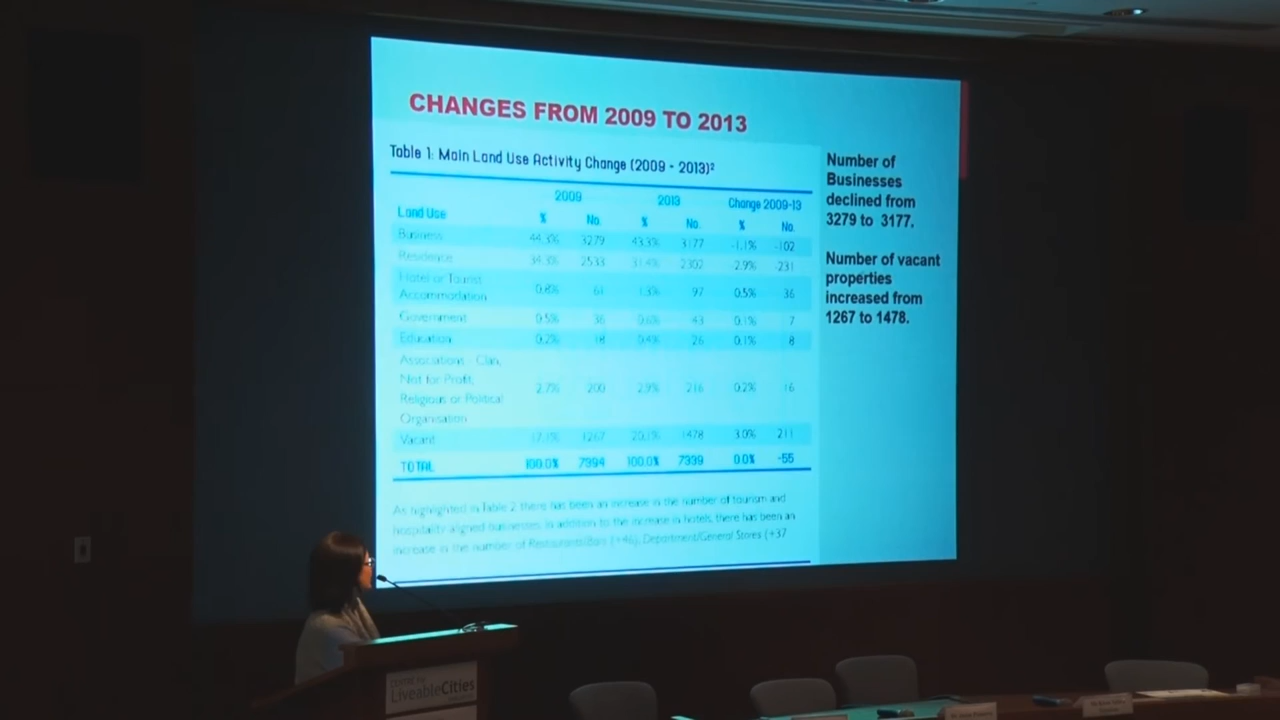 CHANGES FROM 2009 TO 2013
Table 1: Main Land Use Activity Change (2009 - 2013)²
2009 2013 Change 2009-13
Land Use % No. % No. % No.
Business 44.3% 3279 43.3% 3177 -1.1% -102
Residence 34.3% 2533 31.4% 2302 -2.9% -231
Hotel or Tourist
Accommodation 0.8% 61 1.3% 97 0.5% 36
Government 0.5% 36 0.6% 43 0.1% 7
Education 0.2% 18 0.4% 26 0.1% 8
Associations - Clan,
Not for Profit,
Religious or Political
Organisation 2.7% 200 2.9% 216 0.2% 16
Vacant 17.1% 1267 20.1% 1478 3.0% 211
TOTAL 100.0% 7394 100.0% 7339 0.0% -55
As highlighted in Table 2 there has been an increase in the number of tourism and
hospitality aligned businesses, in addition to the increase in hotels, there has been an
increase in the number of Restaurants/Bars (+46), Department/General Stores (+37
Number of
Businesses
declined from
3279 to 3177.
Number of vacant
properties
increased from
1267 to 1478.
LiveableCities